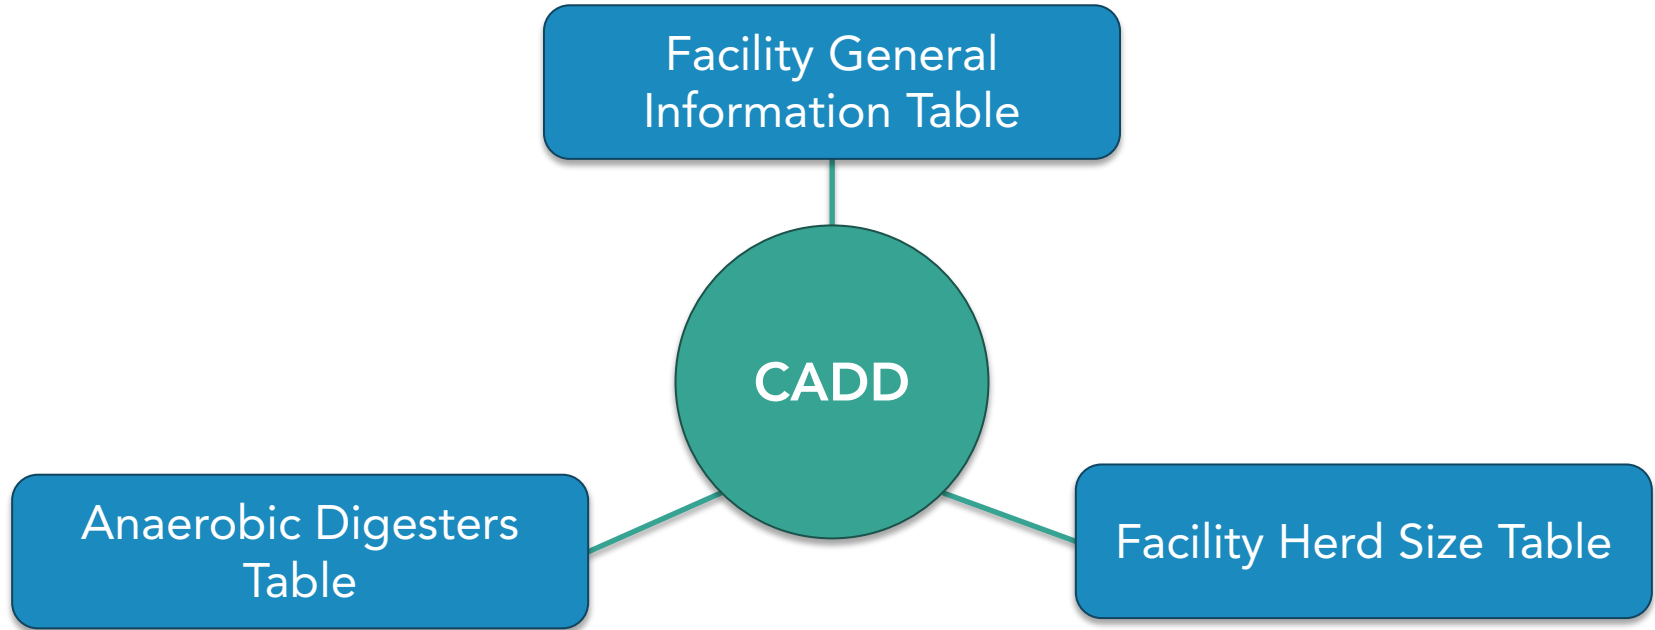 Facility General
Information Table
CADD
Anaerobic Digesters
Table
Facility Herd Size Table